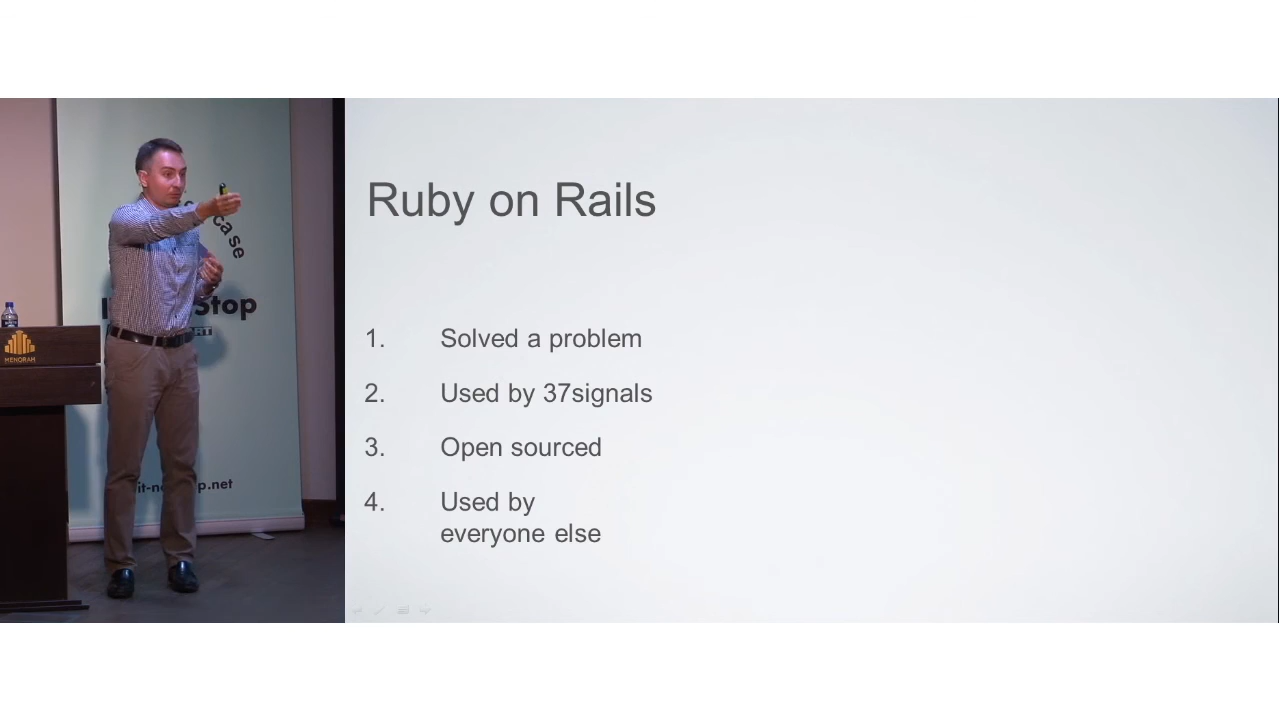 case
Stop
MENORAH
Ruby on Rails
1. Solved a problem
2. Used by 37signals
3. Open sourced
4. Used by
everyone else